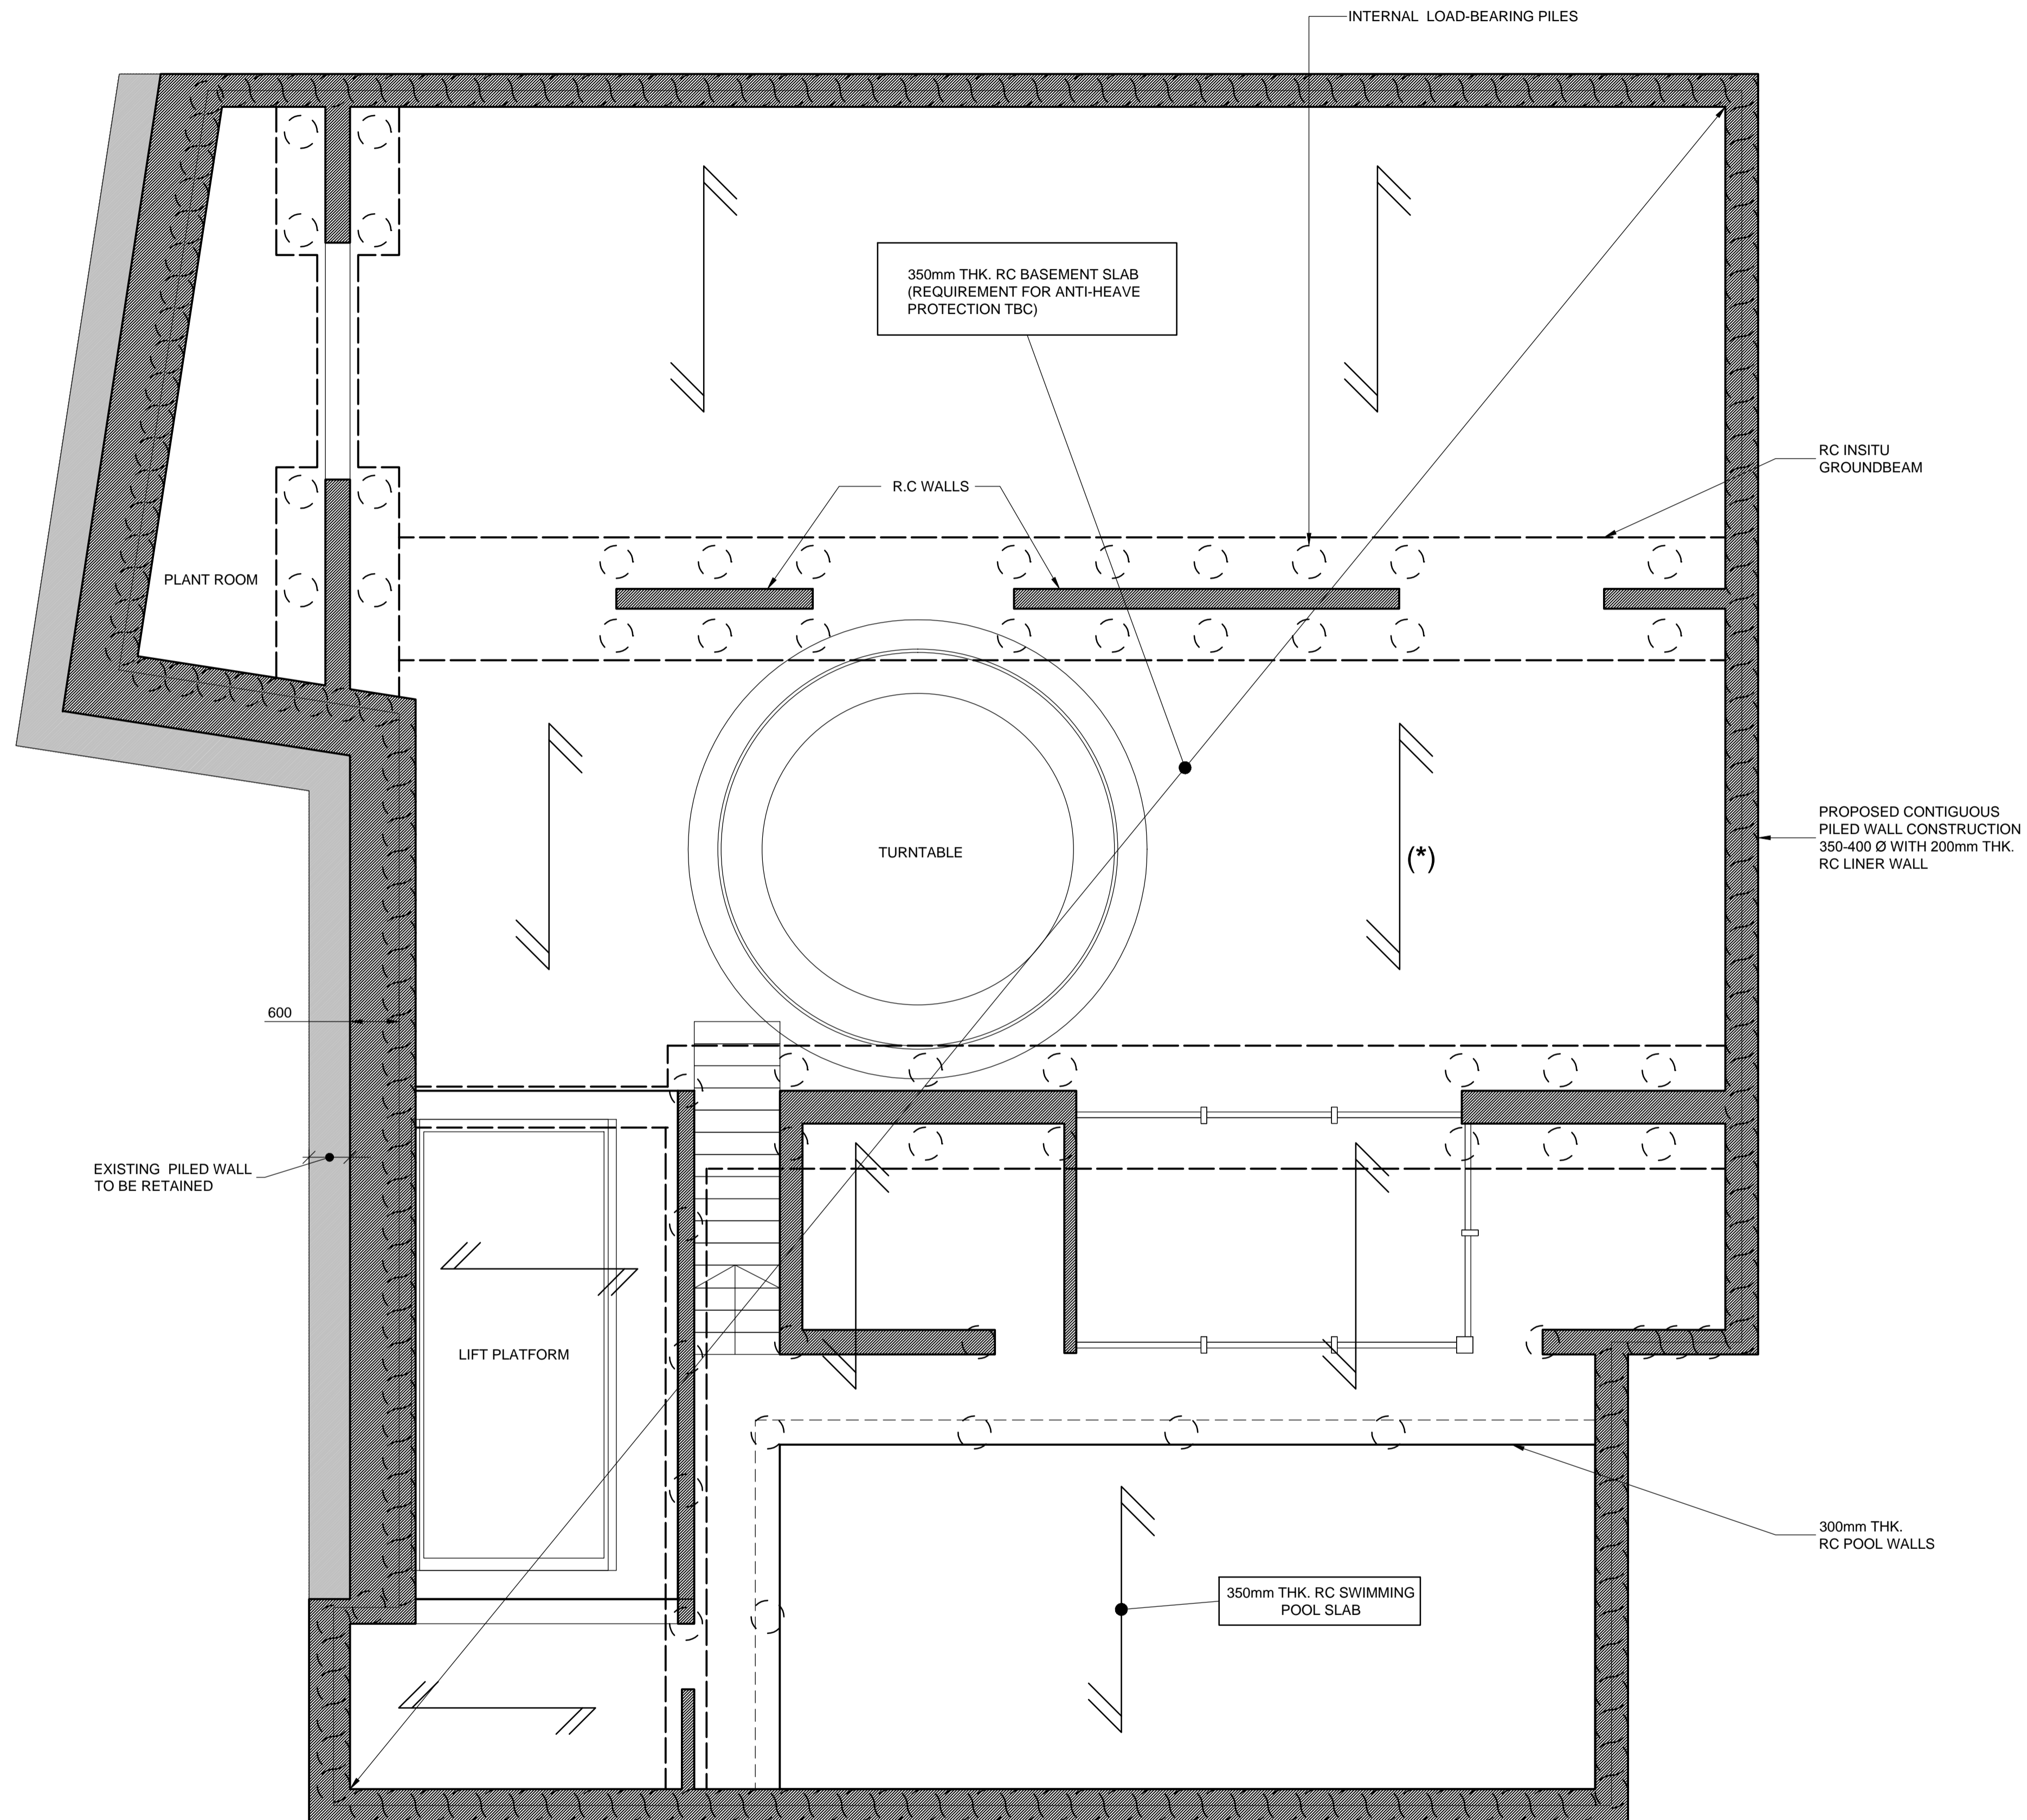 INTERNAL LOAD-BEARING PILES
350mm THK. RC BASEMENT SLAB
(REQUIREMENT FOR ANTI-HEAVE
PROTECTION TBC)
RC INSITU
GROUNDBEAM
R.C WALLS
PLANT ROOM
PROPOSED CONTIGUOUS
PILED WALL CONSTRUCTION
350-400 Ø WITH 200mm THK.
RC LINER WALL
TURNTABLE
(*)
600
EXISTING PILED WALL
TO BE RETAINED
LIFT PLATFORM
300mm THK.
RC POOL WALLS
350mm THK. RC SWIMMING
POOL SLAB